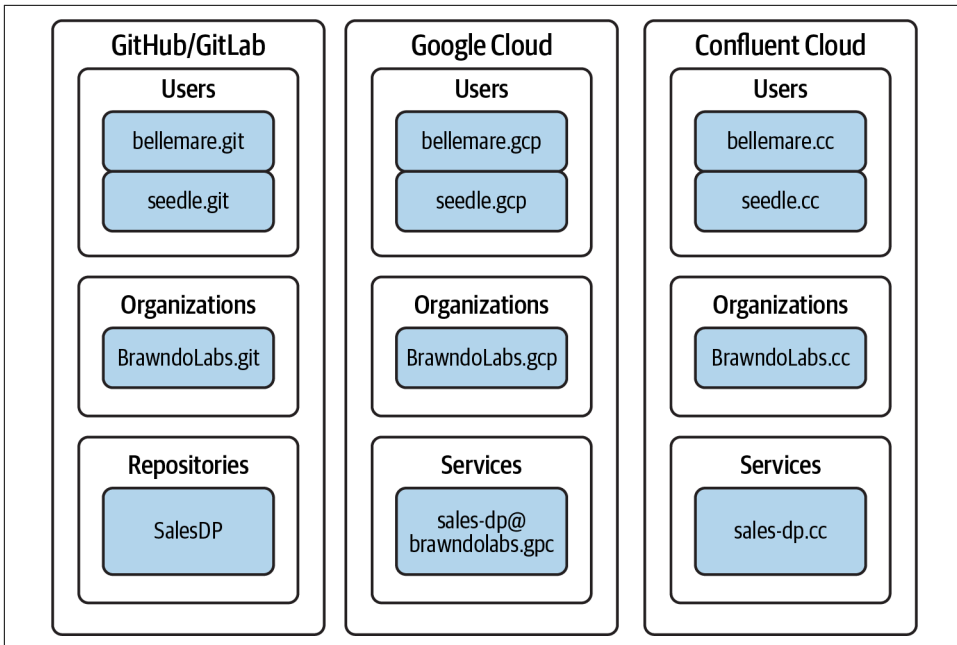 GitHub/GitLab
Users
bellemare.git
seedle.git
Organizations
BrawndoLabs.git
Repositories
SalesDP
Google Cloud
Users
bellemare.gcp
seedle.gcp
Organizations
BrawndoLabs.gcp
Services
sales-dp@
brawndolabs.gpc
Confluent Cloud
Users
bellemare.cc
seedle.cc
Organizations
BrawndoLabs.cc
Services
sales-dp.cc